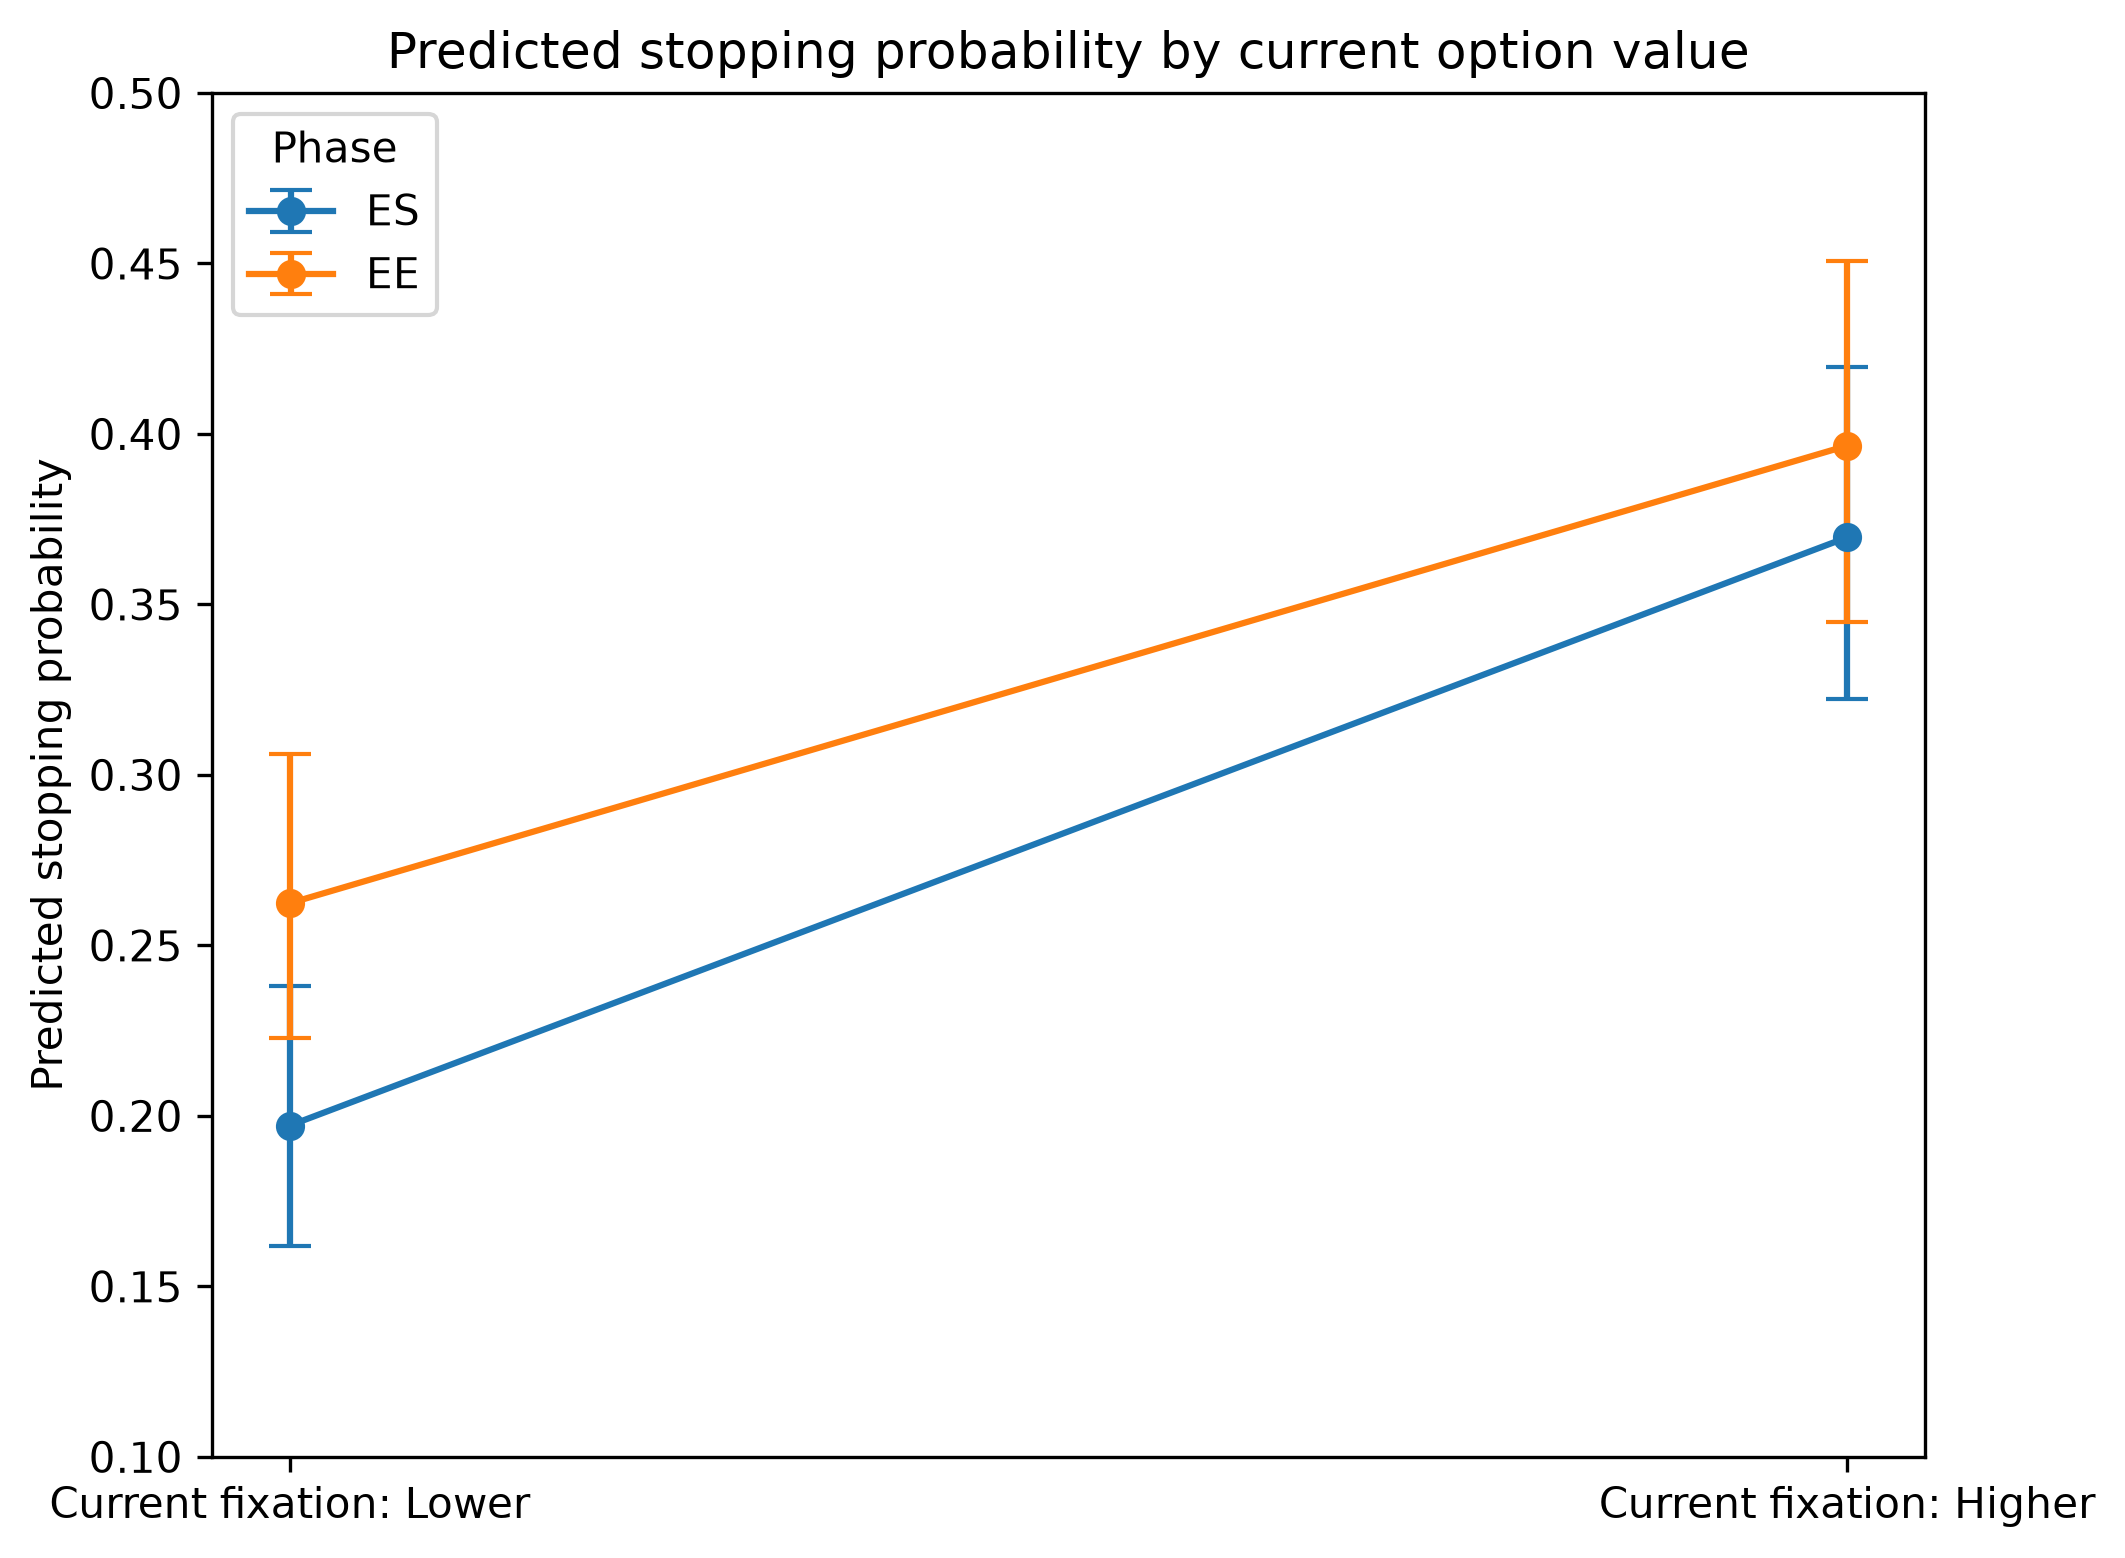 Predicted stopping probability by current option value
Predicted stopping probability
0.50
0.45
0.40
0.35
0.30
0.25
0.20
0.15
0.10
Phase
ES
EE
Current fixation: Lower
Current fixation: Higher